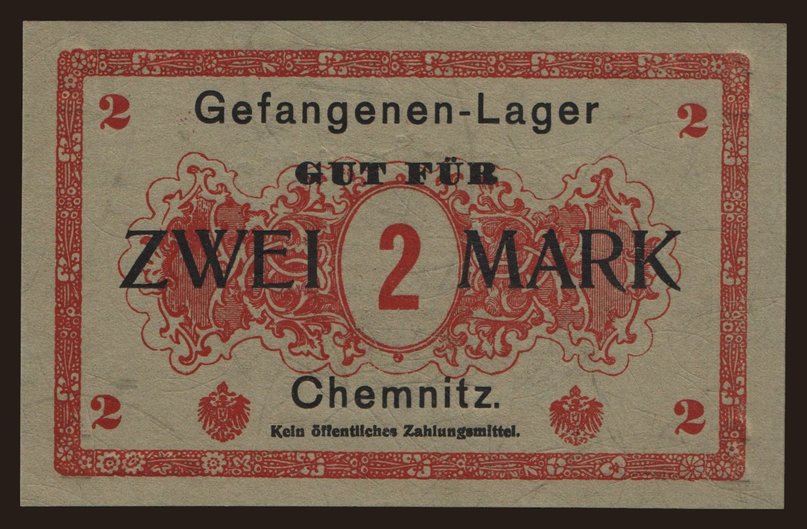 2 Gefangenen-Lager 2
GUT FÜR
ZWEI 2 MARK
Chemnitz.
2 Kein öffentliches Zahlungsmittel. 2